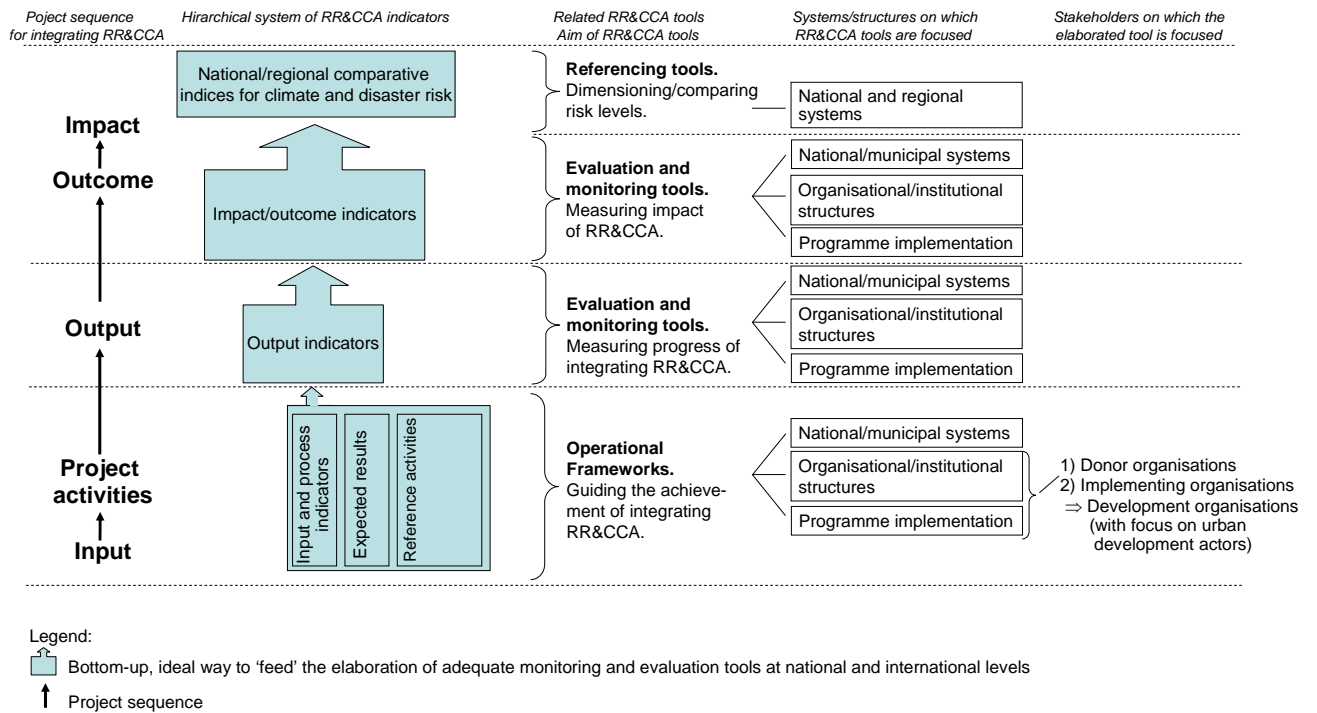 Poject sequence
for integrating RR&CCA
Hirarchical system of RR&CCA indicators
Related RR&CCA tools
Aim of RR&CCA tools
Systems/structures on which
RR&CCA tools are focused
Stakeholders on which the
elaborated tool is focused
Impact
Outcome
National/regional comparative
indices for climate and disaster risk
Referencing tools.
Dimensioning/comparing
risk levels.
National and regional
systems
Impact/outcome indicators
Evaluation and
monitoring tools.
Measuring impact
of RR&CCA.
National/municipal systems
Organisational/institutional
structures
Programme implementation
Output
Output indicators
Evaluation and
monitoring tools.
Measuring progress of
integrating RR&CCA.
National/municipal systems
Organisational/institutional
structures
Programme implementation
Project
activities
Input
Input and process
indicators
Expected results
Reference activities
Operational
Frameworks.
Guiding the achieve-
ment of integrating
RR&CCA.
National/municipal systems
Organisational/institutional
structures
Programme implementation
1) Donor organisations
2) Implementing organisations
⇒ Development organisations
(with focus on urban
development actors)
Legend:
Bottom-up, ideal way to ‘feed’ the elaboration of adequate monitoring and evaluation tools at national and international levels
Project sequence